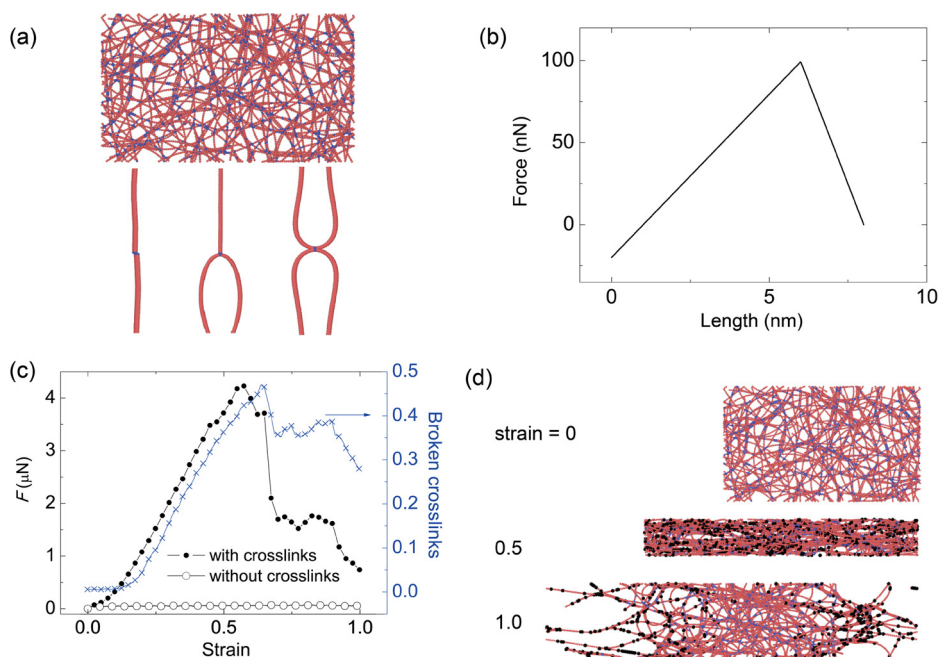 (a)
(b)
100
50
0
Force (nN)
0
5
10
Length (nm)
(c)
4
3
2
1
0
F (μN)
0.5
0.4
0.3
0.2
0.1
0.0
Broken crosslinks
with crosslinks
without crosslinks
0.0
0.5
1.0
Strain
(d)
strain = 0
0.5
1.0